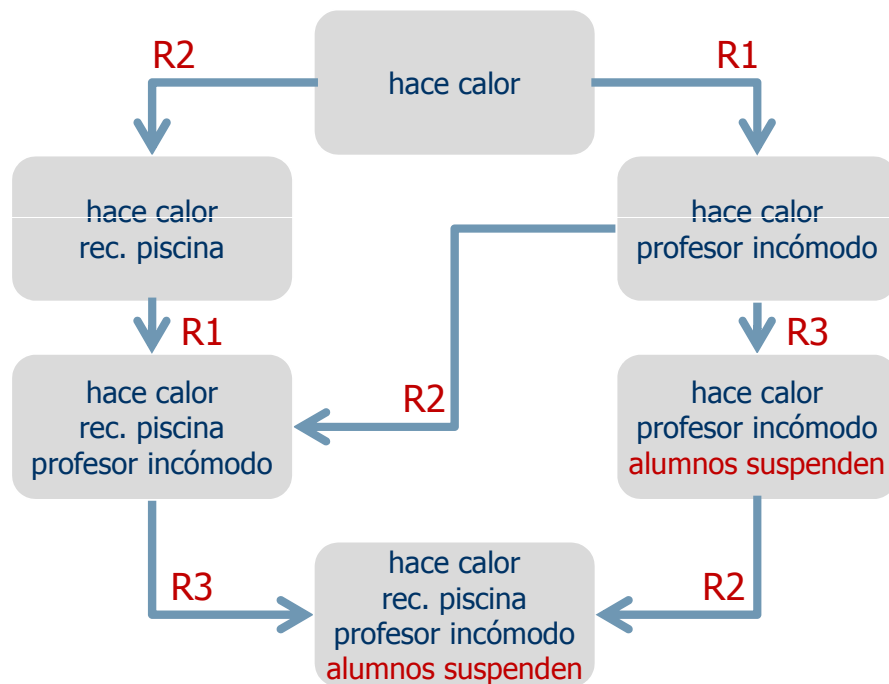 R2
hace calor
R1
hace calor
rec. piscina
hace calor
profesor incómodo
R1
R3
hace calor
rec. piscina
profesor incómodo
R2
hace calor
profesor incómodo
alumnos suspenden
R3
hace calor
rec. piscina
profesor incómodo
alumnos suspenden
R2